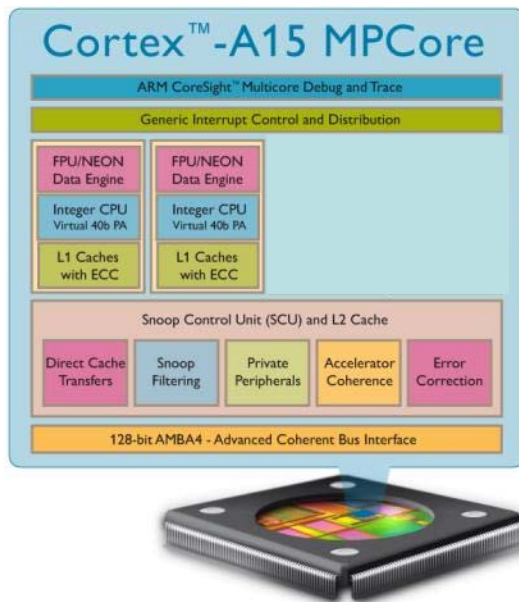 Cortex™-A15 MPCore
ARM CoreSight™ Multicore Debug and Trace
Generic Interrupt Control and Distribution
FPU/NEON
Data Engine
Integer CPU
Virtual 40b PA
L1 Caches
with ECC
FPU/NEON
Data Engine
Integer CPU
Virtual 40b PA
L1 Caches
with ECC
Snoop Control Unit (SCU) and L2 Cache
Direct Cache
Transfers
Snoop
Filtering
Private
Peripherals
Accelerator
Coherence
Error
Correction
128-bit AMBA4 - Advanced Coherent Bus Interface